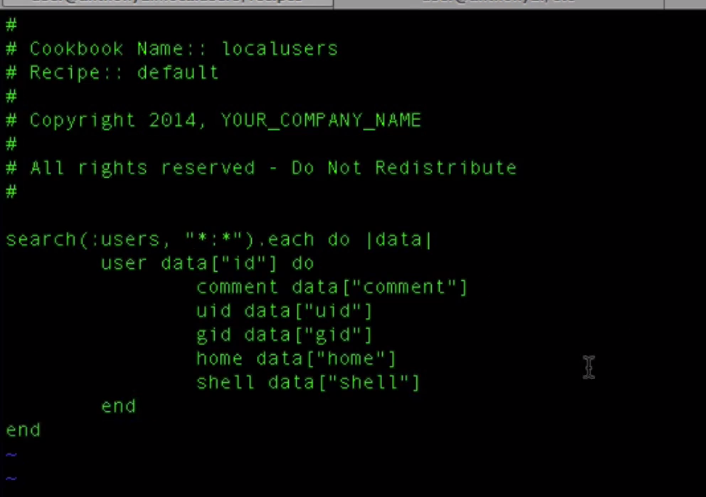 #
# Cookbook Name:: localusers
# Recipe:: default
#
# Copyright 2014, YOUR_COMPANY_NAME
#
# All rights reserved - Do Not Redistribute
#
search(:users, "*:*").each do |data|
        user data["id"] do
                comment data["comment"]
                uid data["uid"]
                gid data["gid"]
                home data["home"]
                shell data["shell"]
        end
end
~
~